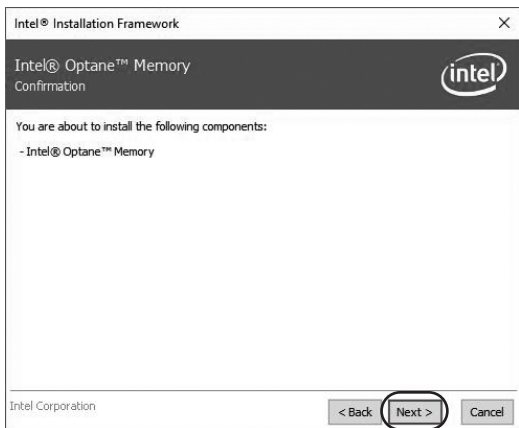 Intel® Installation Framework
Intel® Optane™ Memory
Confirmation
intel
You are about to install the following components:
- Intel® Optane™ Memory
Intel Corporation
< Back Next > Cancel